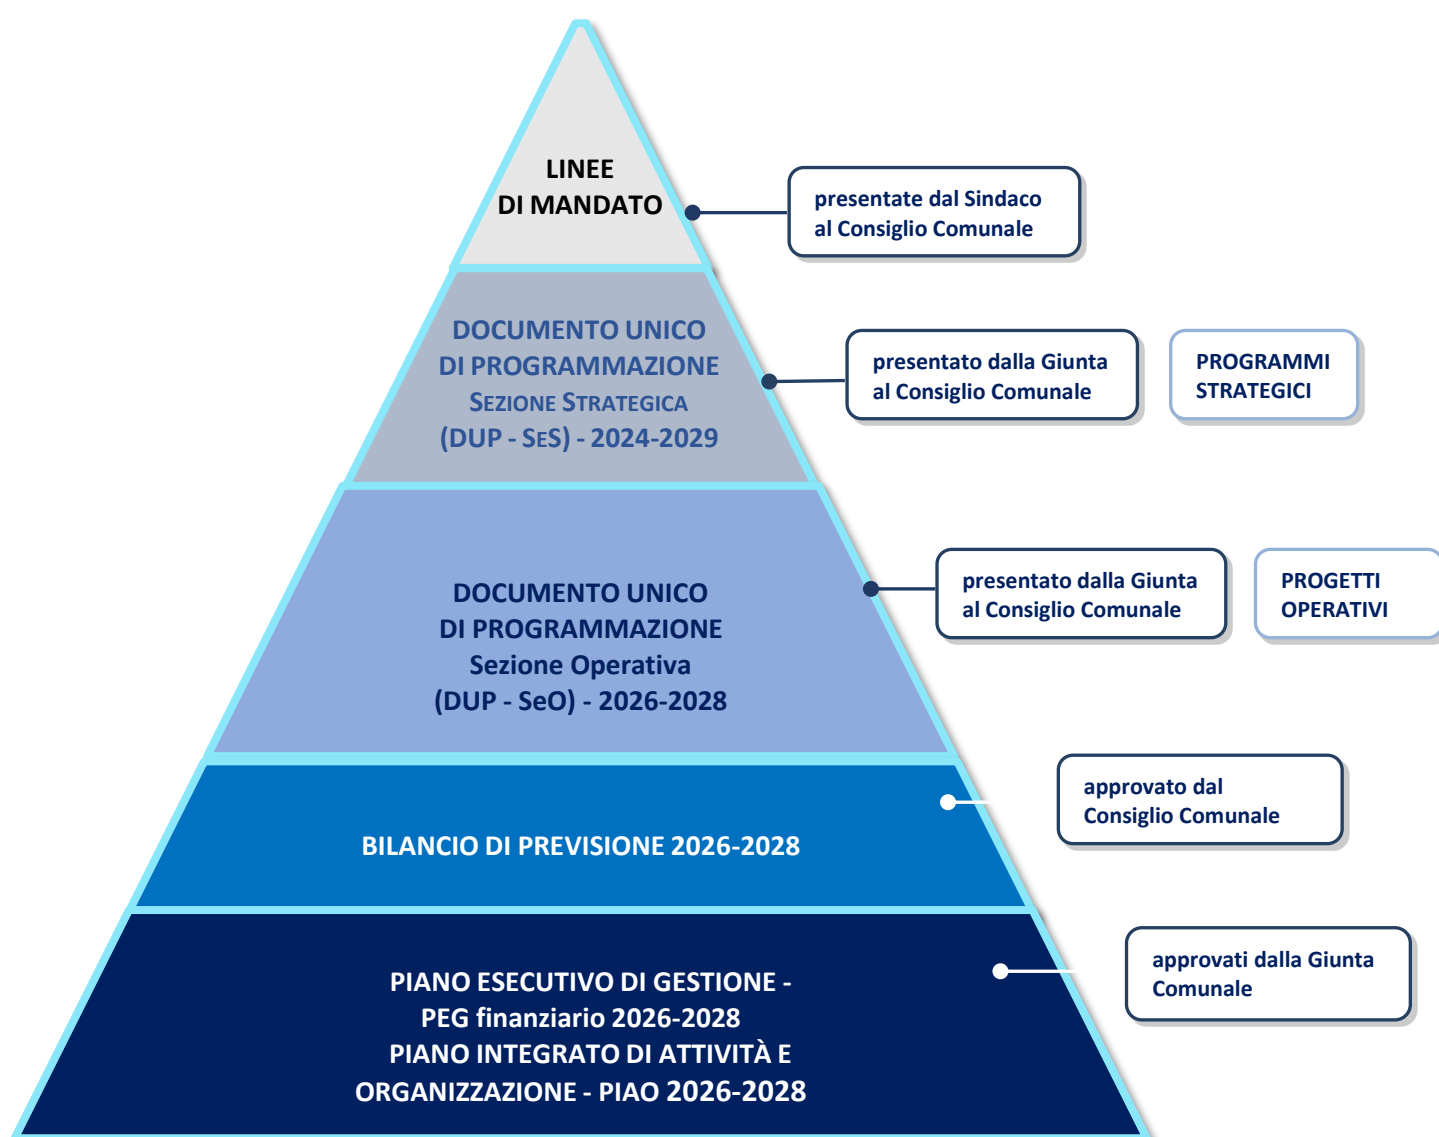 LINEE
DI MANDATO
presentate dal Sindaco
al Consiglio Comunale
DOCUMENTO UNICO
DI PROGRAMMAZIONE
SEZIONE STRATEGICA
(DUP - SES) - 2024-2029
presentato dalla Giunta
al Consiglio Comunale
PROGRAMMI
STRATEGICI
DOCUMENTO UNICO
DI PROGRAMMAZIONE
Sezione Operativa
(DUP - SeO) - 2026-2028
presentato dalla Giunta
al Consiglio Comunale
PROGETTI
OPERATIVI
BILANCIO DI PREVISIONE 2026-2028
approvato dal
Consiglio Comunale
PIANO ESECUTIVO DI GESTIONE -
PEG finanziario 2026-2028
PIANO INTEGRATO DI ATTIVITÀ E
ORGANIZZAZIONE - PIAO 2026-2028
approvati dalla Giunta
Comunale